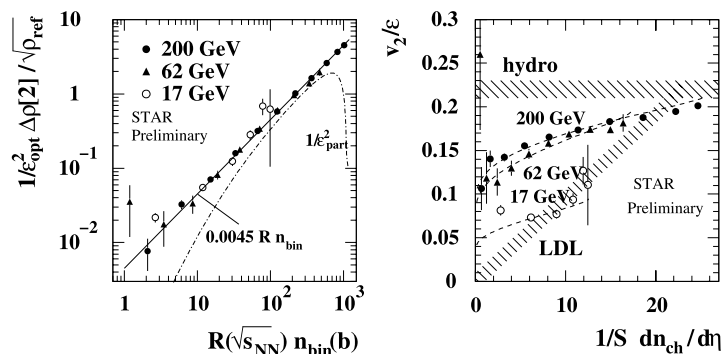 1/ε²opt Δρ[2] / √ρref
10
1
10⁻¹
10⁻²
200 GeV
62 GeV
17 GeV
STAR
Preliminary
1/ε²part
0.0045 R nbin
1 10 10² 10³
R(√sNN) nbin(b)
v2/ε
0.3
0.25
0.2
0.15
0.1
0.05
0
hydro
200 GeV
62 GeV
17 GeV
STAR
Preliminary
LDL
0 10 20 30
1/S dnch/dη